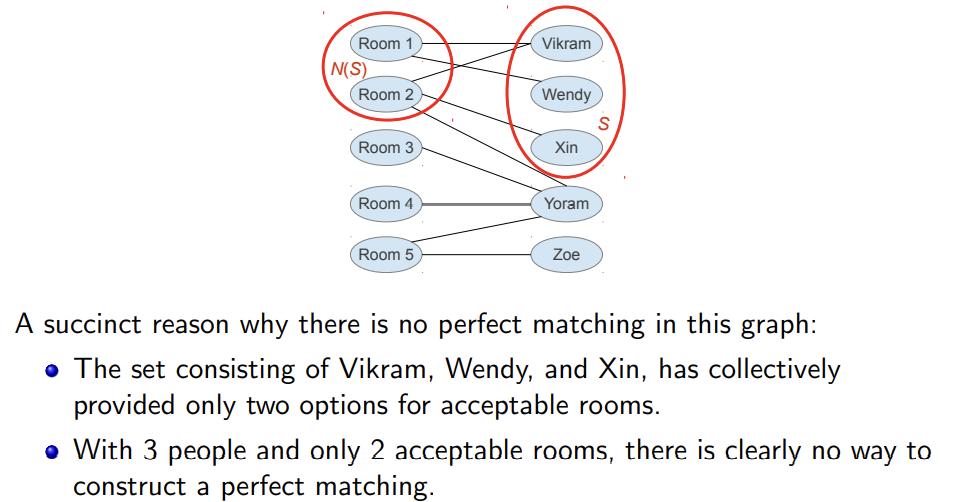 Room 1
Vikram
N(S)
Room 2
Wendy
S
Room 3
Xin
Room 4
Yoram
Room 5
Zoe
A succinct reason why there is no perfect matching in this graph:
The set consisting of Vikram, Wendy, and Xin, has collectively
provided only two options for acceptable rooms.
With 3 people and only 2 acceptable rooms, there is clearly no way to
construct a perfect matching.